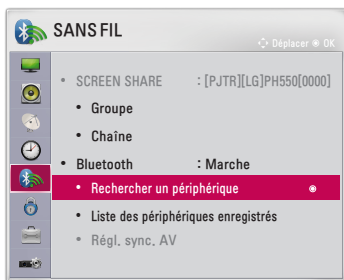 SANS FIL
Déplacer OK
• SCREEN SHARE : [PJTR][LG]PH550[0000]
• Groupe
• Chaîne
• Bluetooth : Marche
• Rechercher un périphérique
• Liste des périphériques enregistrés
• Régl. sync. AV